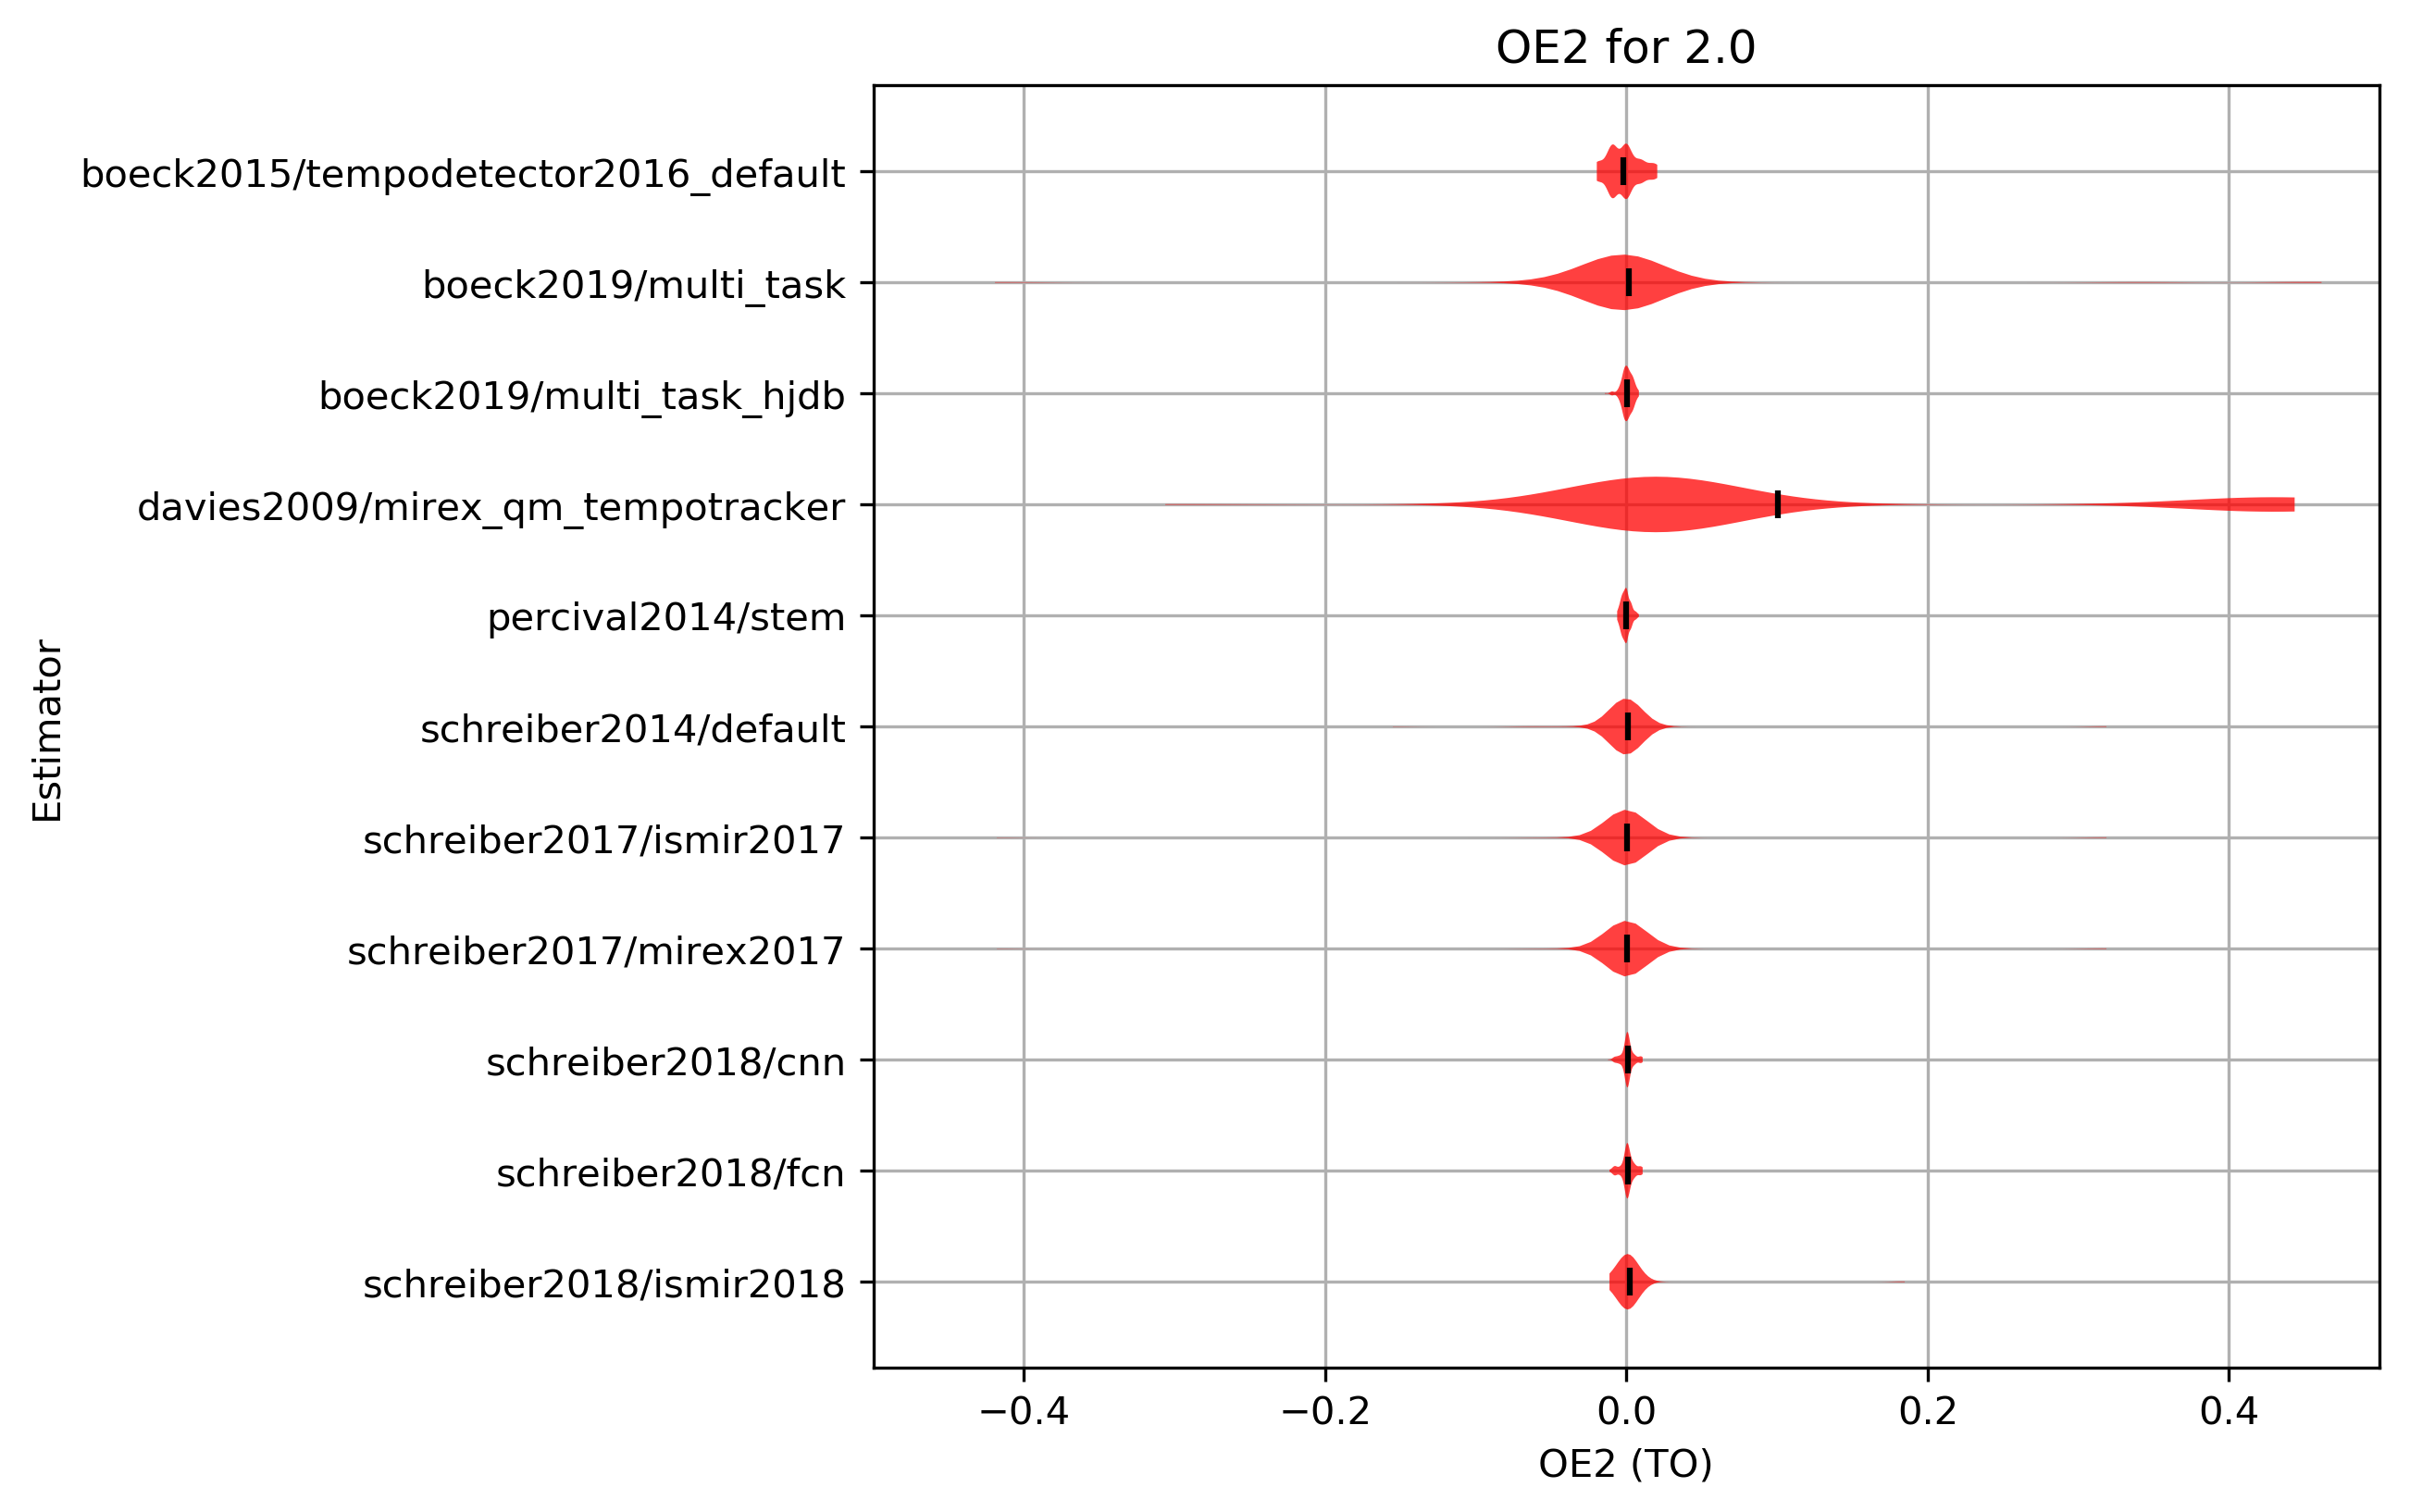 OE2 for 2.0
boeck2015/tempodetector2016_default
boeck2019/multi_task
boeck2019/multi_task_hjdb
davies2009/mirex_qm_tempotracker
percival2014/stem
schreiber2014/default
schreiber2017/ismir2017
schreiber2017/mirex2017
schreiber2018/cnn
schreiber2018/fcn
schreiber2018/ismir2018
Estimator
−0.4 −0.2 0.0 0.2 0.4
OE2 (TO)